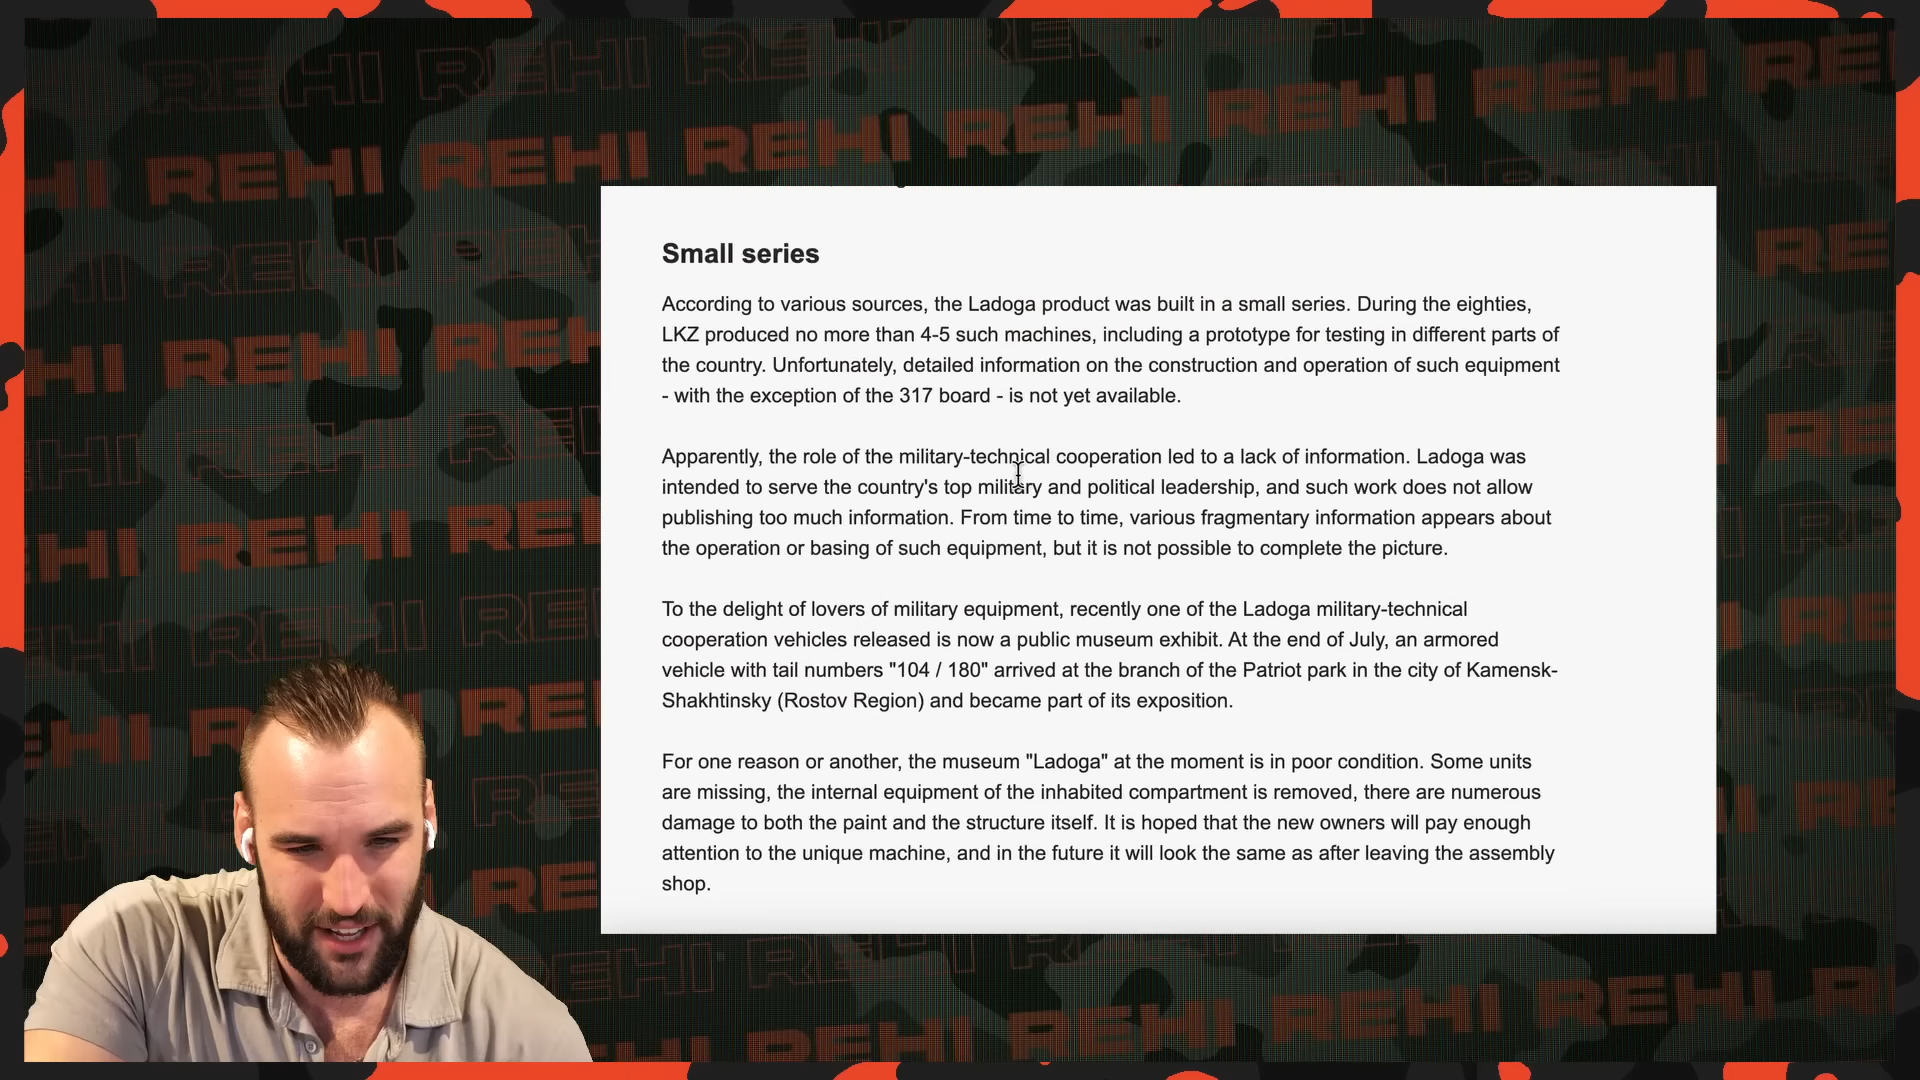 REHI REHI REHI REHI
HI REHI REHI REHI REHI REHI REHI REHI
Small series
According to various sources, the Ladoga product was built in a small series. During the eighties,
LKZ produced no more than 4-5 such machines, including a prototype for testing in different parts of
the country. Unfortunately, detailed information on the construction and operation of such equipment
- with the exception of the 317 board - is not yet available.
Apparently, the role of the military-technical cooperation led to a lack of information. Ladoga was
intended to serve the country's top military and political leadership, and such work does not allow
publishing too much information. From time to time, various fragmentary information appears about
the operation or basing of such equipment, but it is not possible to complete the picture.
To the delight of lovers of military equipment, recently one of the Ladoga military-technical
cooperation vehicles released is now a public museum exhibit. At the end of July, an armored
vehicle with tail numbers "104 / 180" arrived at the branch of the Patriot park in the city of Kamensk-
Shakhtinsky (Rostov Region) and became part of its exposition.
For one reason or another, the museum "Ladoga" at the moment is in poor condition. Some units
are missing, the internal equipment of the inhabited compartment is removed, there are numerous
damage to both the paint and the structure itself. It is hoped that the new owners will pay enough
attention to the unique machine, and in the future it will look the same as after leaving the assembly
shop.
REHI REHI REHI REHI REHI